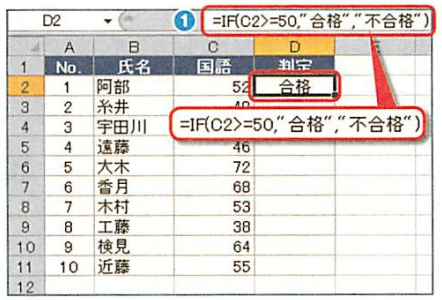 D2 ❶ =IF(C2>=50,"合格","不合格")
A B C D
1 No. 氏名 国語 判定
2 1 阿部 52 合格
3 2 糸井
4 3 宇田川 =IF(C2>=50,"合格","不合格")
5 4 遠藤 46
6 5 大木 72
7 6 香月 68
8 7 木村 53
9 8 工藤 38
10 9 検見 64
11 10 近藤 55
12